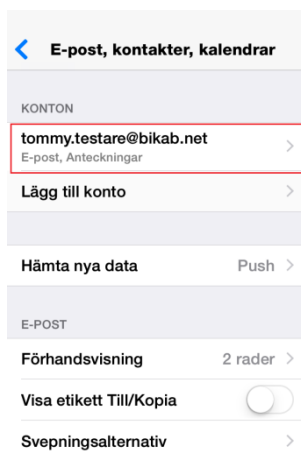 E-post, kontakter, kalendrar
KONTON
tommy.testare@bikab.net
E-post, Anteckningar
Lägg till konto
Hämta nya data Push
E-POST
Förhandsvisning 2 rader
Visa etikett Till/Kopia
Svepningsalternativ